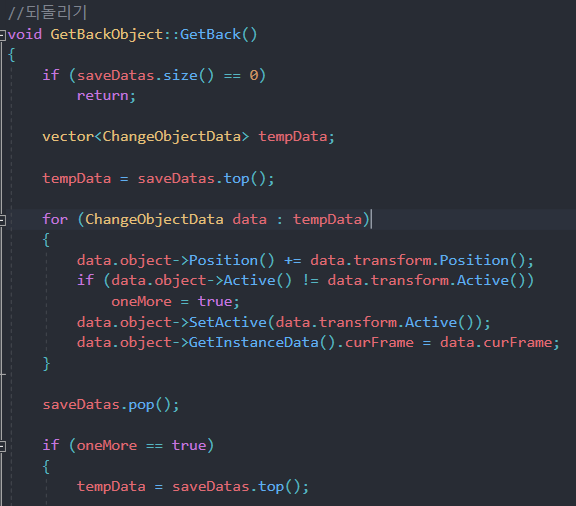 //되돌리기
void GetBackObject::GetBack()
{
if (saveDatas.size() == 0)
return;
vector<ChangeObjectData> tempData;
tempData = saveDatas.top();
for (ChangeObjectData data : tempData)
{
data.object->Position() += data.transform.Position();
if (data.object->Active() != data.transform.Active())
oneMore = true;
data.object->SetActive(data.transform.Active());
data.object->GetInstanceData().curFrame = data.curFrame;
}
saveDatas.pop();
if (oneMore == true)
{
tempData = saveDatas.top();